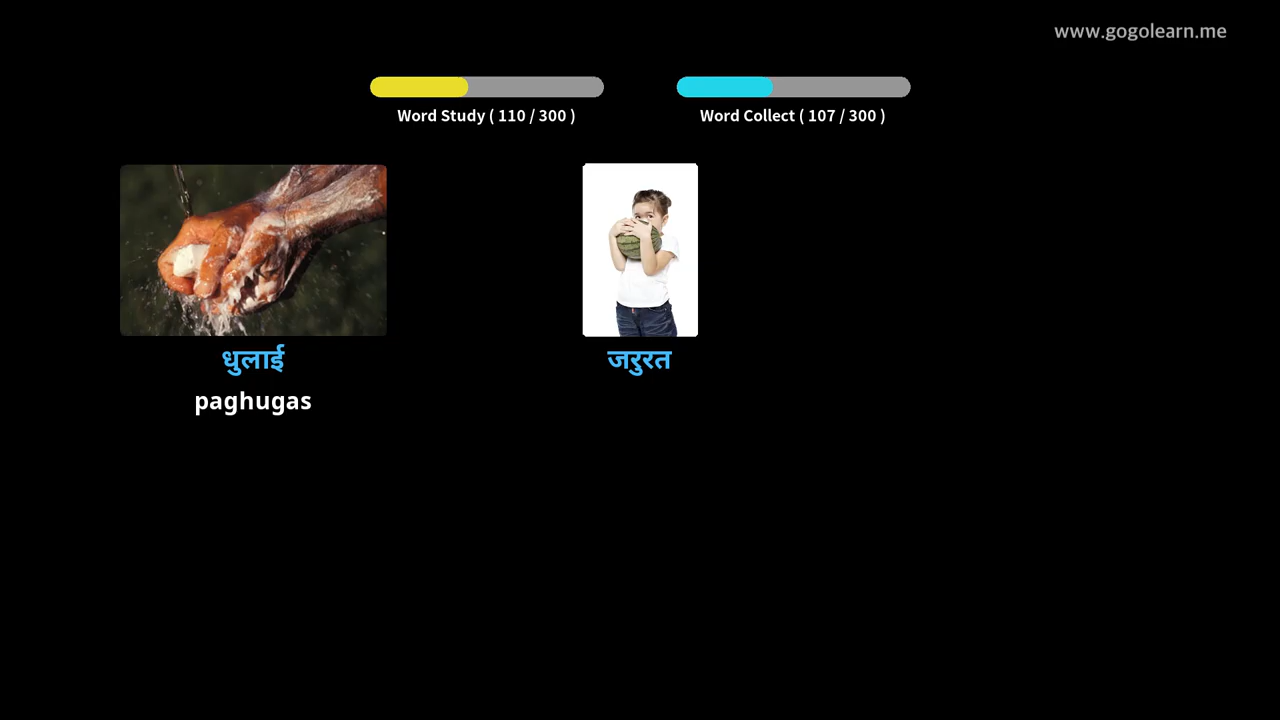 www.gogolearn.me
Word Study ( 110 / 300 )
Word Collect ( 107 / 300 )
धुलाई
जरुरत
paghugas